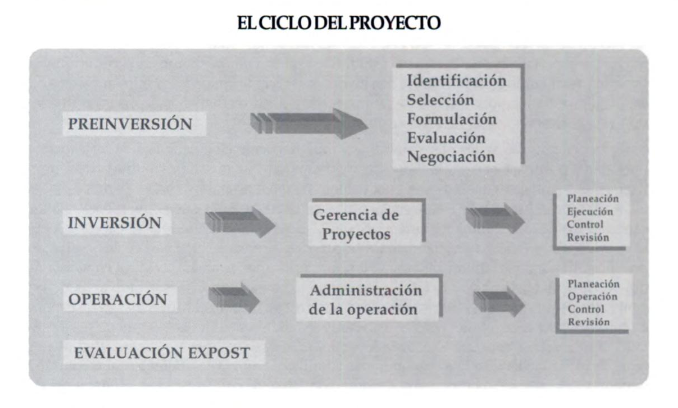 EL CICLO DEL PROYECTO
PREINVERSIÓN
Identificación
Selección
Formulación
Evaluación
Negociación
INVERSIÓN
Gerencia de
Proyectos
Planeación
Ejecución
Control
Revisión
OPERACIÓN
Administración
de la operación
Planeación
Operación
Control
Revisión
EVALUACIÓN EXPOST